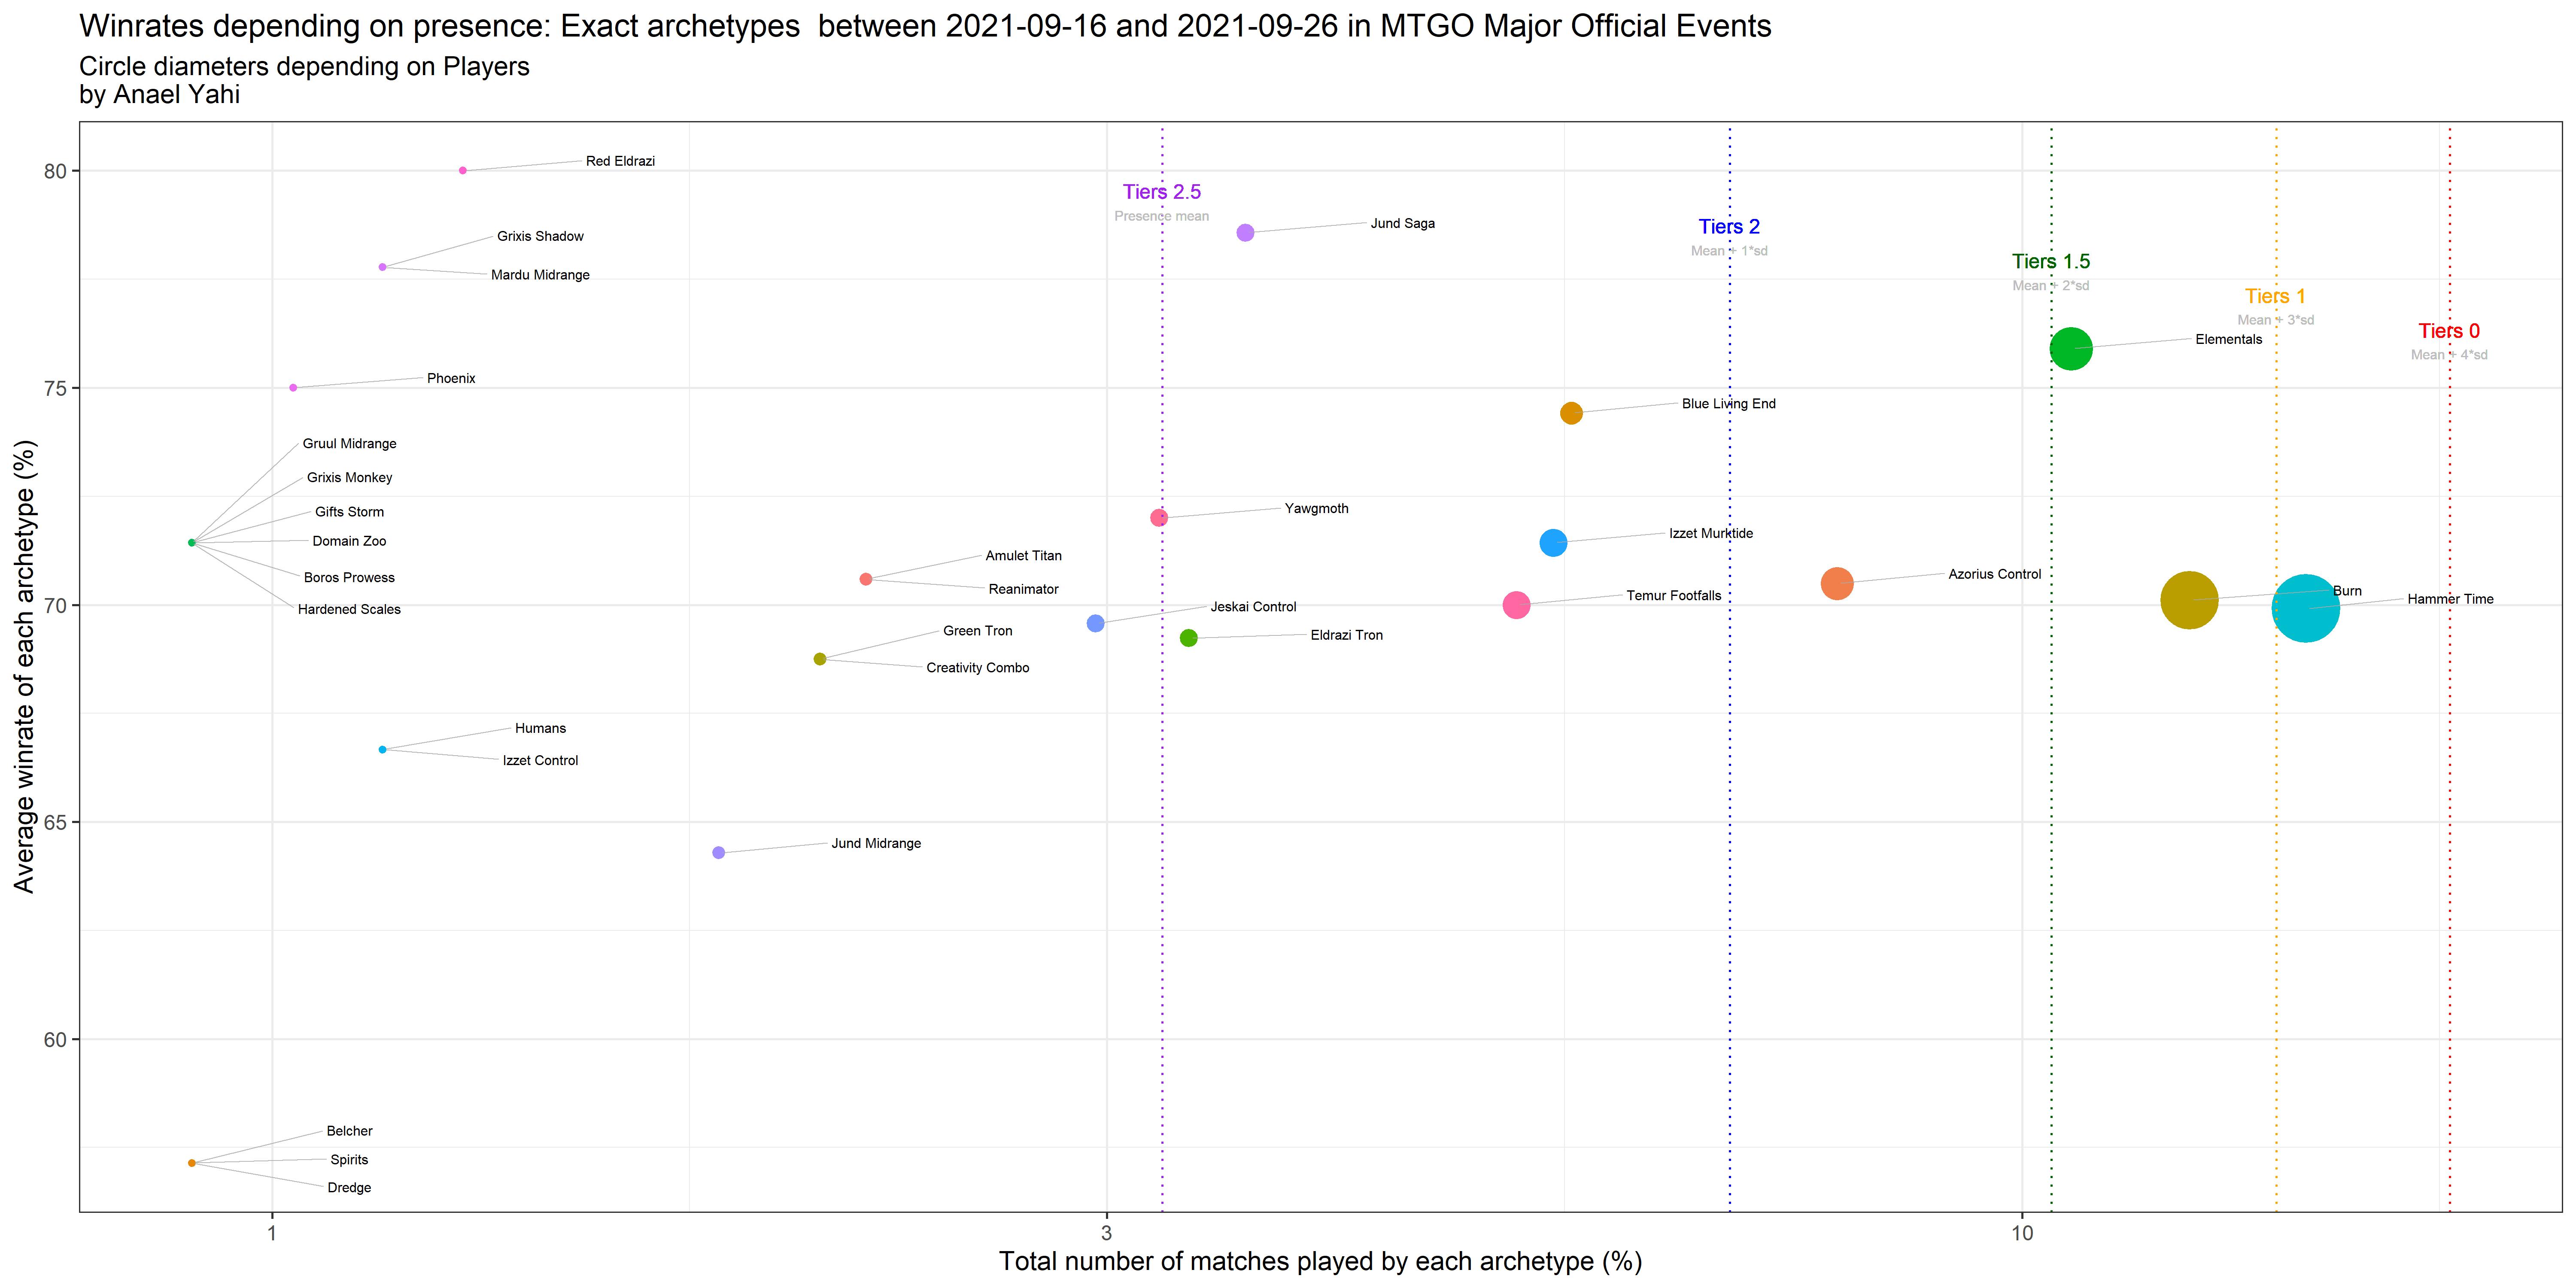 Winrates depending on presence: Exact archetypes  between 2021-09-16 and 2021-09-26 in MTGO Major Official Events
Circle diameters depending on Players
by Anael Yahi
Average winrate of each archetype (%)
80
75
70
65
60
Red Eldrazi
Grixis Shadow
Mardu Midrange
Tiers 2.5
Presence mean
Jund Saga
Tiers 2
Mean + 1*sd
Tiers 1.5
Mean + 2*sd
Tiers 1
Mean + 3*sd
Tiers 0
Mean + 4*sd
Elementals
Phoenix
Blue Living End
Gruul Midrange
Grixis Monkey
Gifts Storm
Domain Zoo
Boros Prowess
Hardened Scales
Yawgmoth
Izzet Murktide
Amulet Titan
Reanimator
Azorius Control
Burn
Hammer Time
Temur Footfalls
Jeskai Control
Eldrazi Tron
Green Tron
Creativity Combo
Humans
Izzet Control
Jund Midrange
Belcher
Spirits
Dredge
1
3
10
Total number of matches played by each archetype (%)